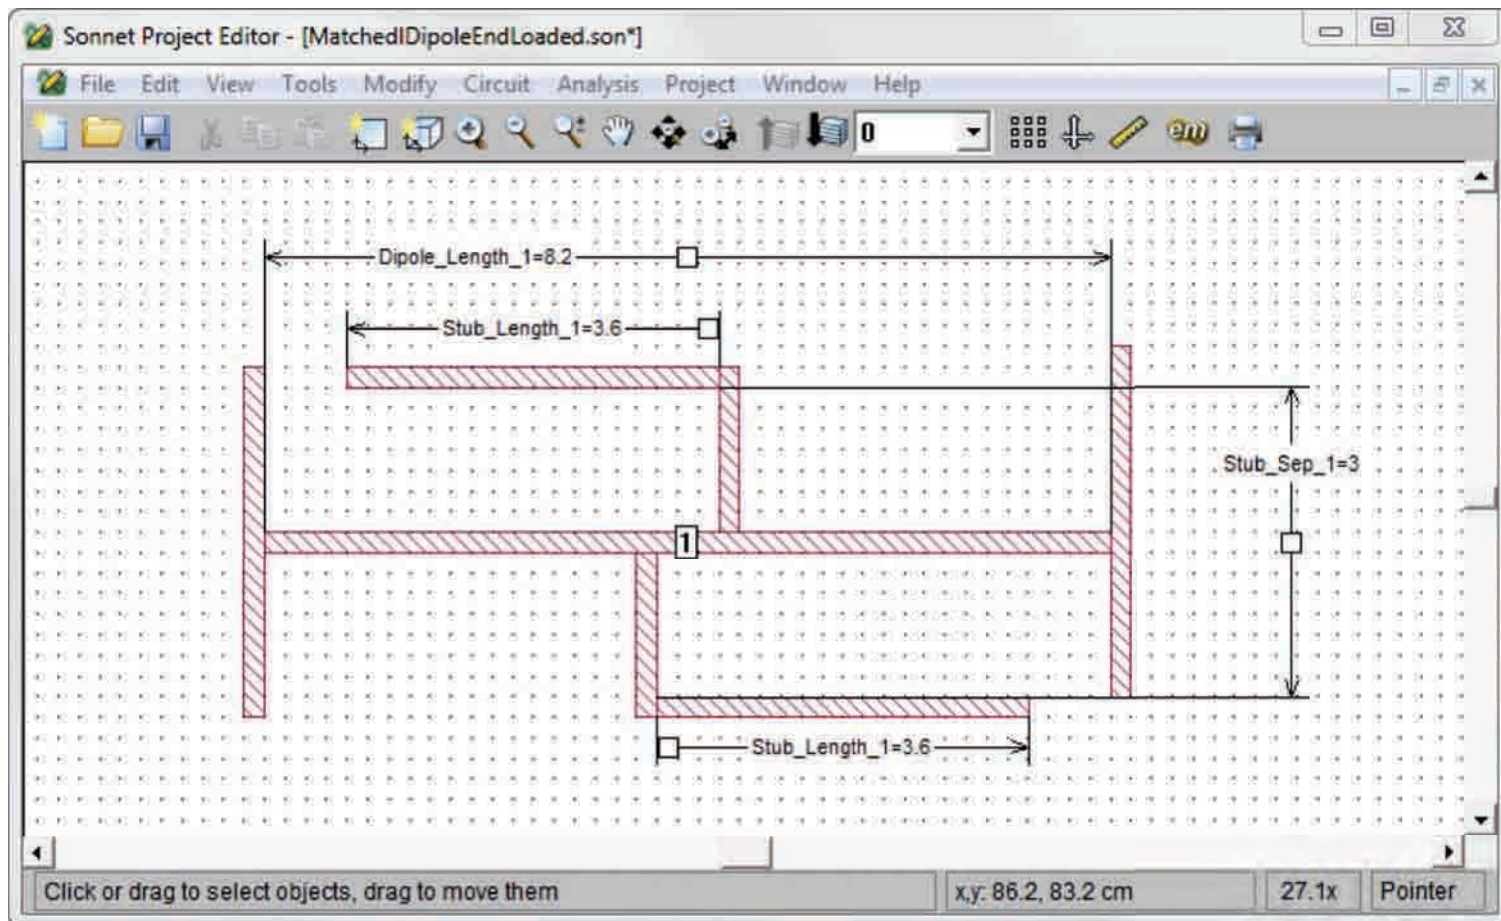 Sonnet Project Editor - [MatchedIDipoleEndLoaded.son*]
File Edit View Tools Modify Circuit Analysis Project Window Help
em 0
Dipole_Length_1=8.2
Stub_Length_1=3.6
Stub_Sep_1=3
1
Stub_Length_1=3.6
Click or drag to select objects, drag to move them x,y: 86.2, 83.2 cm 27.1x Pointer